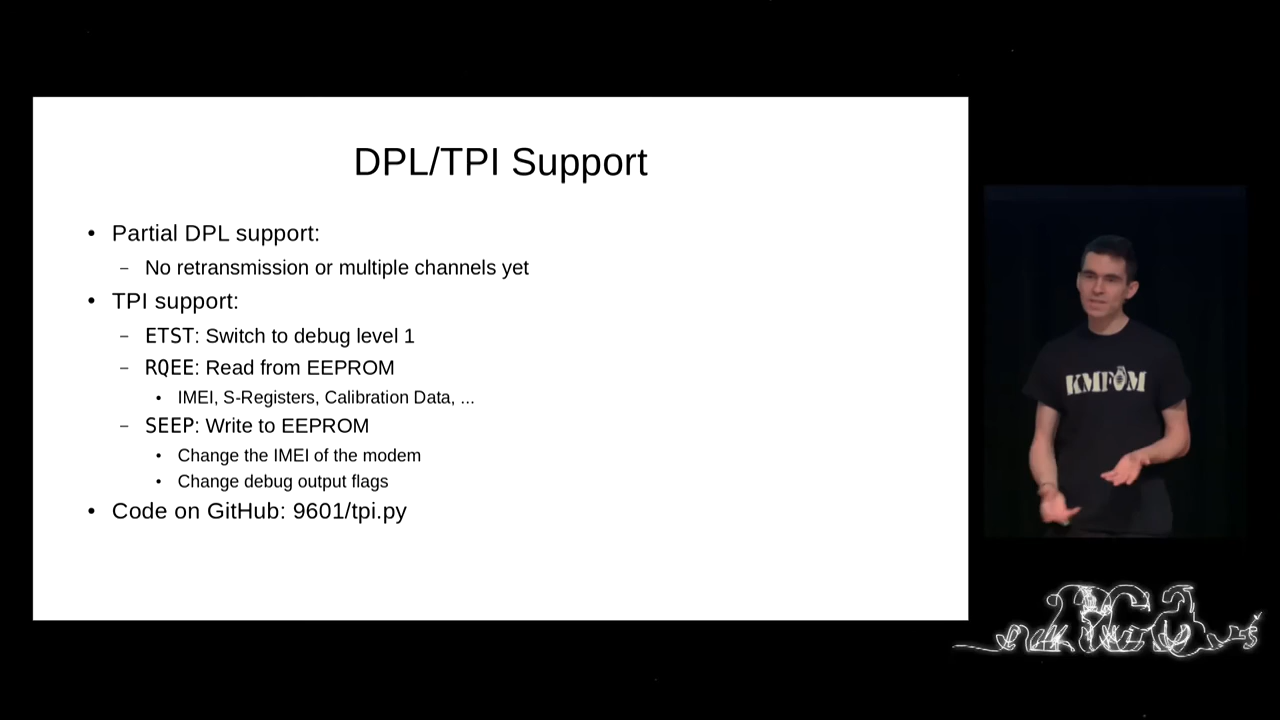 DPL/TPI Support
• Partial DPL support:
– No retransmission or multiple channels yet
• TPI support:
– ETST: Switch to debug level 1
– RQEE: Read from EEPROM
• IMEI, S-Registers, Calibration Data, ...
– SEEP: Write to EEPROM
• Change the IMEI of the modem
• Change debug output flags
• Code on GitHub: 9601/tpi.py
KMFOM